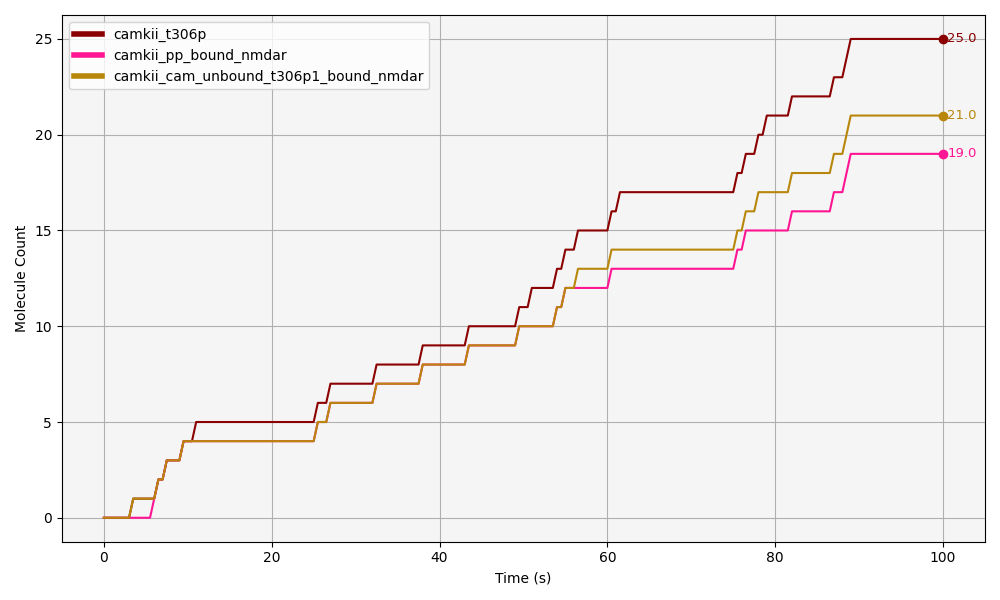 camkii_t306p
camkii_pp_bound_nmdar
camkii_cam_unbound_t306p1_bound_nmdar
25.0
21.0
19.0
25
20
15
10
5
0
Molecule Count
0 20 40 60 80 100
Time (s)